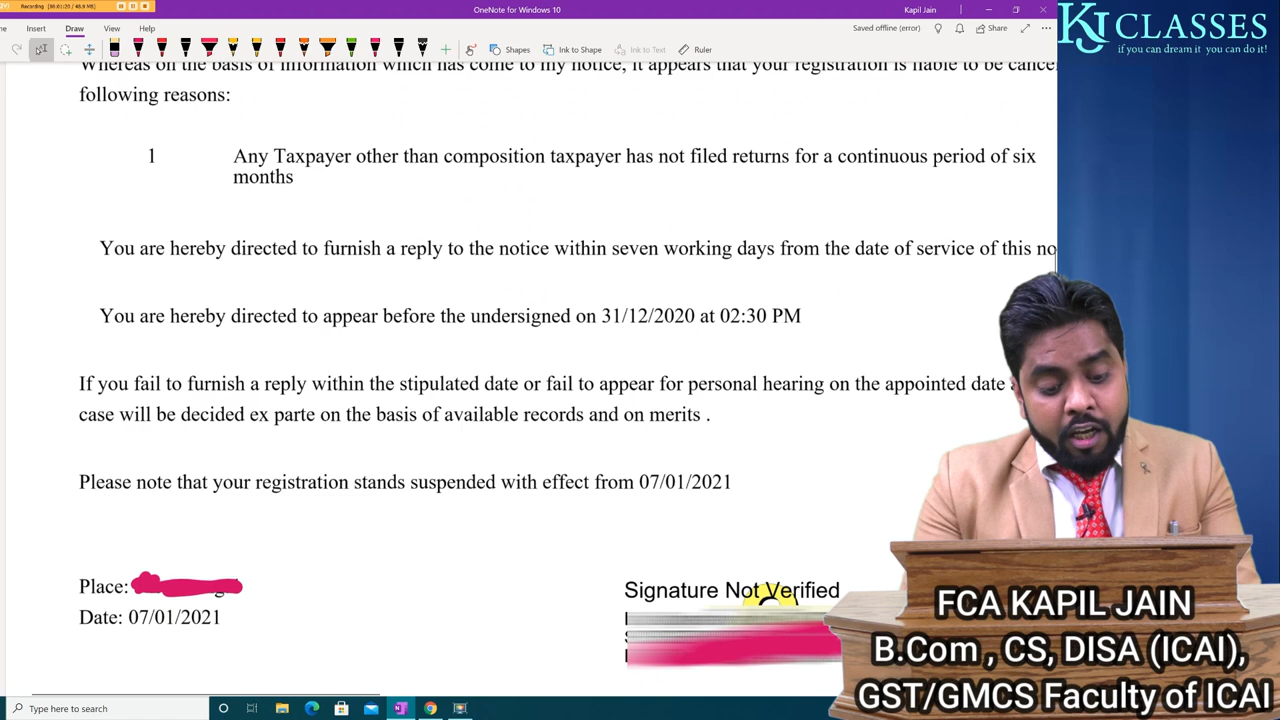 Recording [00:01:20 / 48.9 MB]
OneNote for Windows 10
Kapil Jain
Insert Draw View Help
Saved offline (error)
Share
Shapes Ink to Shape Ink to Text Ruler
KJ CLASSES
if you can dream it you can do it!
Whereas on the basis of information which has come to my notice, it appears that your registration is liable to be
following reasons:
1 Any Taxpayer other than composition taxpayer has not filed returns for a continuous period of six
months
You are hereby directed to furnish a reply to the notice within seven working days from the date of service of this
You are hereby directed to appear before the undersigned on 31/12/2020 at 02:30 PM
If you fail to furnish a reply within the stipulated date or fail to appear for personal hearing on the appointed date
case will be decided ex parte on the basis of available records and on merits .
Please note that your registration stands suspended with effect from 07/01/2021
Place:
Date: 07/01/2021
Signature Not Verified
FCA KAPIL JAIN
B.Com , CS, DISA (ICAI),
GST/GMCS Faculty of ICAI
Type here to search